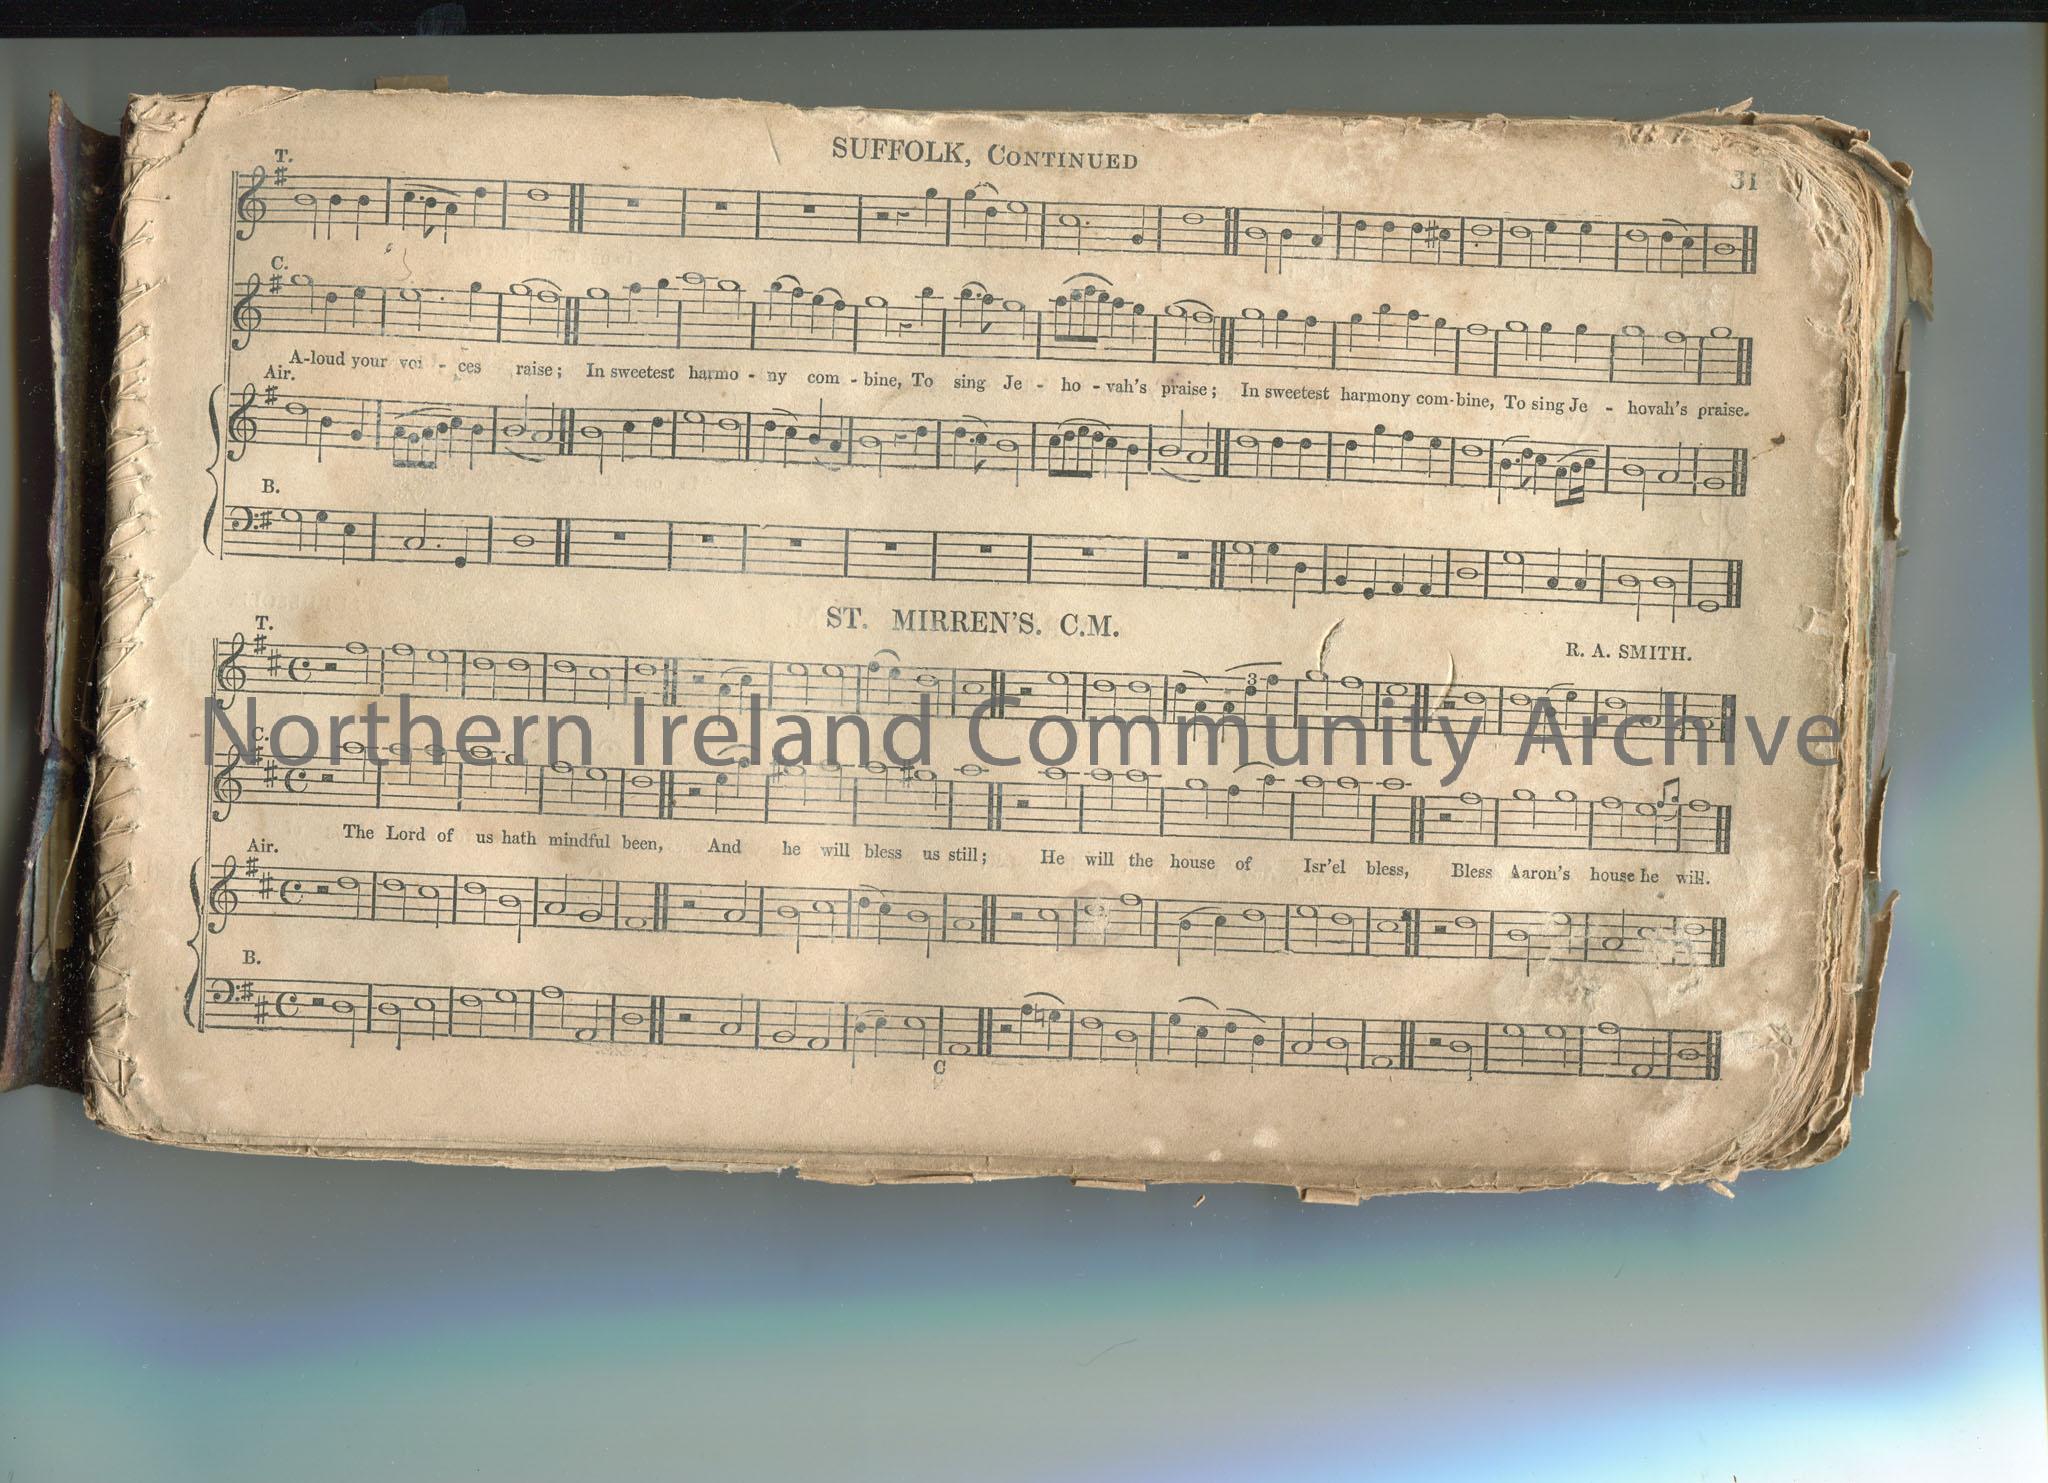 SUFFOLK, CONTINUED
31
T.
C.
A-loud your voi - ces raise; In sweetest harmo - ny com - bine, To sing Je - ho - vah's praise; In sweetest harmony com-bine, To sing Je - hovah's praise.
Air.
B.
ST. MIRREN'S. C.M.
T.
R. A. SMITH.
3
Northern Ireland Community Archive
C.
The Lord of us hath mindful been, And he will bless us still; He will the house of Isr'el bless, Bless Aaron's house he will.
Air.
B.
C